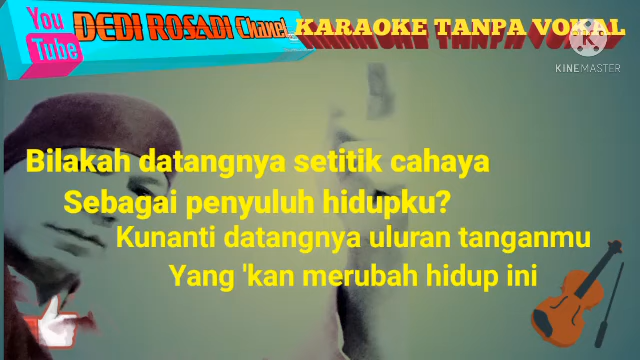 You
Tube
DEDI ROSADI Chanel
KARAOKE TANPA VOKAL
K
KINEMASTER
Bilakah datangnya setitik cahaya
Sebagai penyuluh hidupku?
Kunanti datangnya uluran tanganmu
Yang 'kan merubah hidup ini